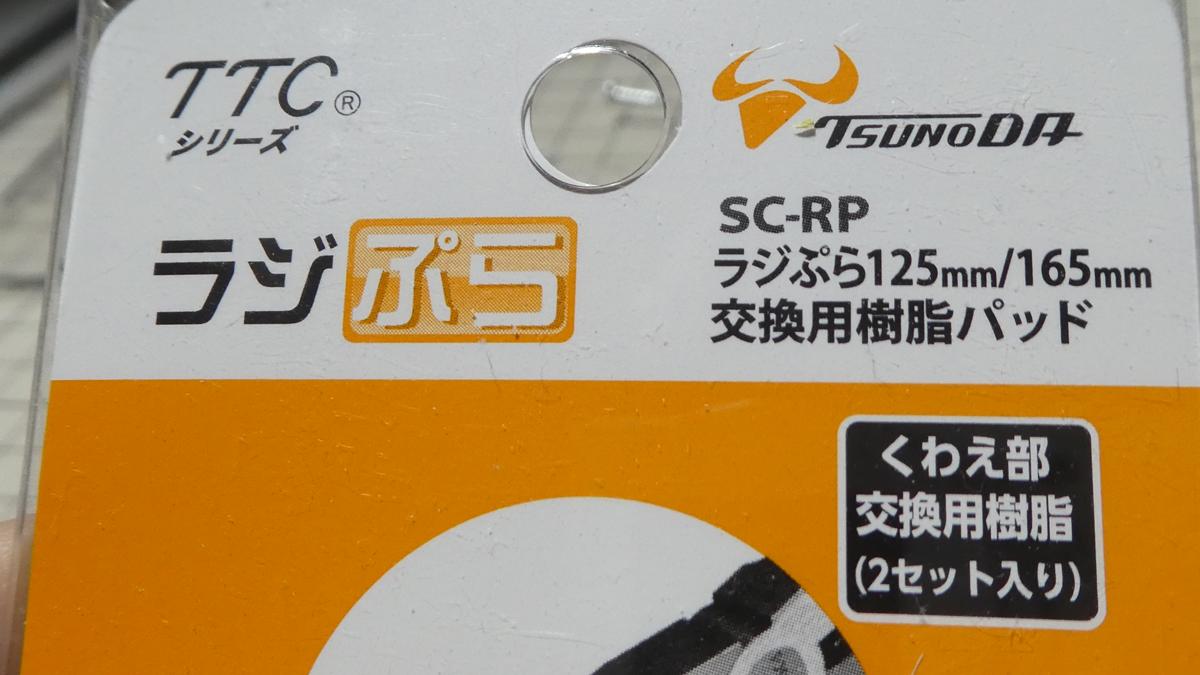 TTC®
シリーズ
TSUNODA
ラジぷら
SC-RP
ラジぷら125mm/165mm
交換用樹脂パッド
くわえ部
交換用樹脂
(2セット入り)